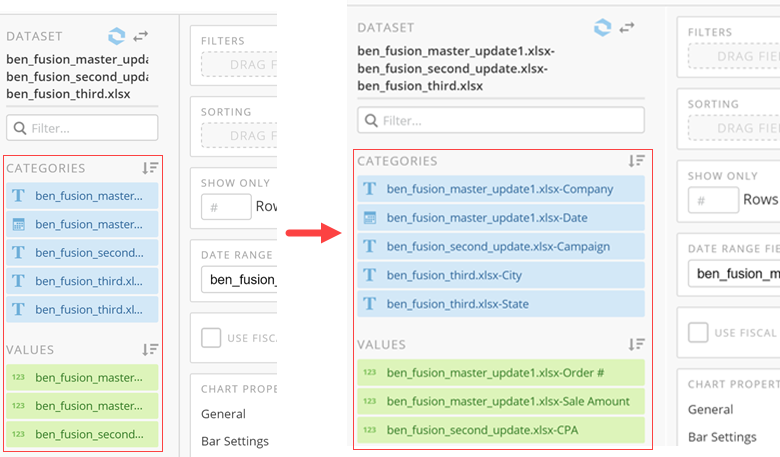 DATASET
ben_fusion_master_upda
ben_fusion_second_upda
ben_fusion_third.xlsx
Filter...
CATEGORIES
T ben_fusion_master...
ben_fusion_master...
T ben_fusion_second...
T ben_fusion_third.xl...
T ben_fusion_third.xl...
VALUES
123 ben_fusion_master...
123 ben_fusion_master...
123 ben_fusion_second...
FILTERS
DRAG FI
SORTING
DRAG FI
SHOW ONLY
# Row
DATE RANGE
ben_fusion_
USE FISCA
CHART PROPE
General
Bar Settings
DATASET
ben_fusion_master_update1.xlsx-
ben_fusion_second_update.xlsx-
ben_fusion_third.xlsx
Filter...
CATEGORIES
T ben_fusion_master_update1.xlsx-Company
ben_fusion_master_update1.xlsx-Date
T ben_fusion_second_update.xlsx-Campaign
T ben_fusion_third.xlsx-City
T ben_fusion_third.xlsx-State
VALUES
123 ben_fusion_master_update1.xlsx-Order #
123 ben_fusion_master_update1.xlsx-Sale Amount
123 ben_fusion_second_update.xlsx-CPA
FILTERS
DRAG FIE
SORTING
DRAG FIE
SHOW ONLY
# Rows
DATE RANGE FIE
ben_fusion_m
USE FISCAL
CHART PROPERT
General
Bar Settings